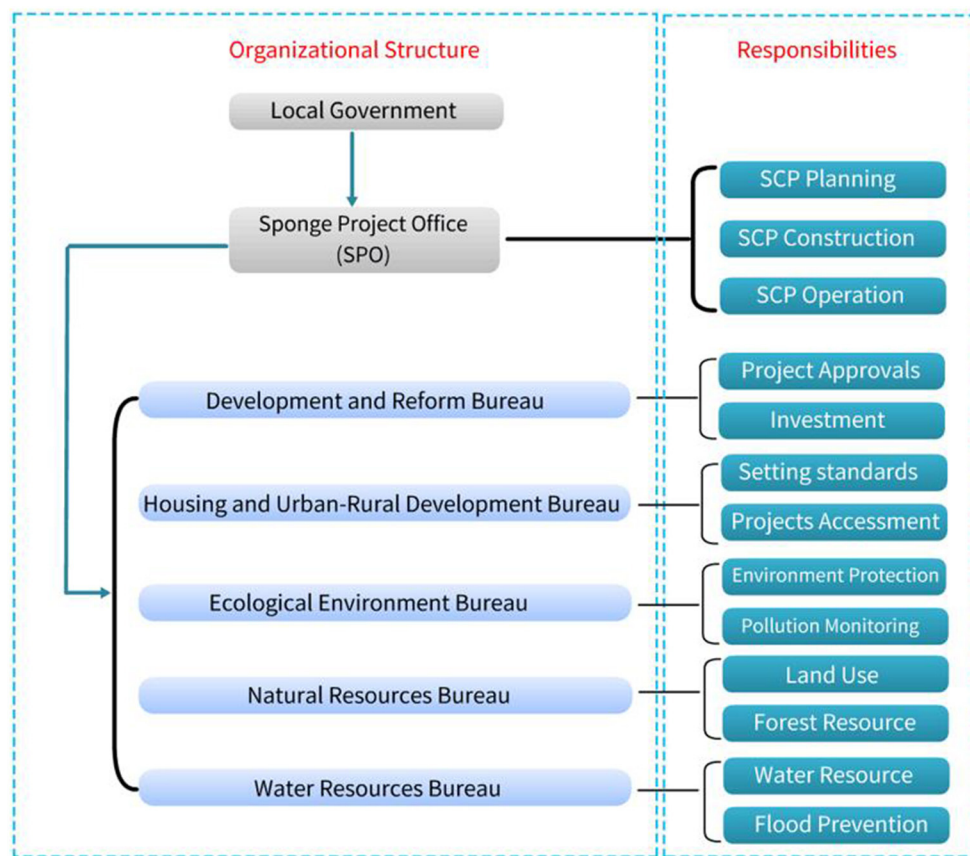 Organizational Structure
Responsibilities
Local Government
Sponge Project Office
(SPO)
SCP Planning
SCP Construction
SCP Operation
Development and Reform Bureau
Project Approvals
Investment
Housing and Urban-Rural Development Bureau
Setting standards
Projects Accessment
Ecological Environment Bureau
Environment Protection
Pollution Monitoring
Natural Resources Bureau
Land Use
Forest Resource
Water Resources Bureau
Water Resource
Flood Prevention